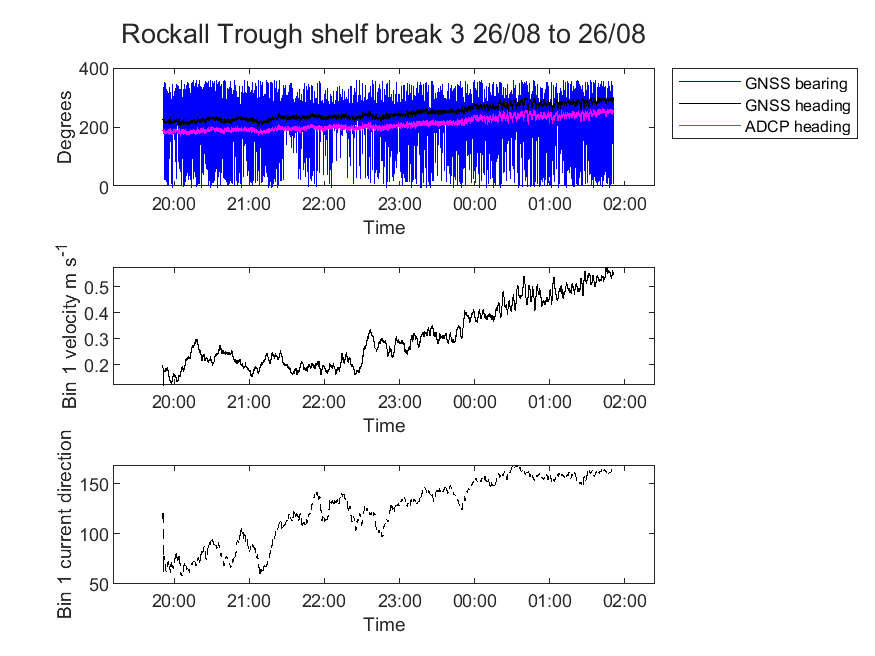 Rockall Trough shelf break 3 26/08 to 26/08
400
200
0
Degrees
20:00 21:00 22:00 23:00 00:00 01:00 02:00
Time
GNSS bearing
GNSS heading
ADCP heading
0.5
0.4
0.3
0.2
Bin 1 velocity m s-1
20:00 21:00 22:00 23:00 00:00 01:00 02:00
Time
150
100
50
Bin 1 current direction
20:00 21:00 22:00 23:00 00:00 01:00 02:00
Time